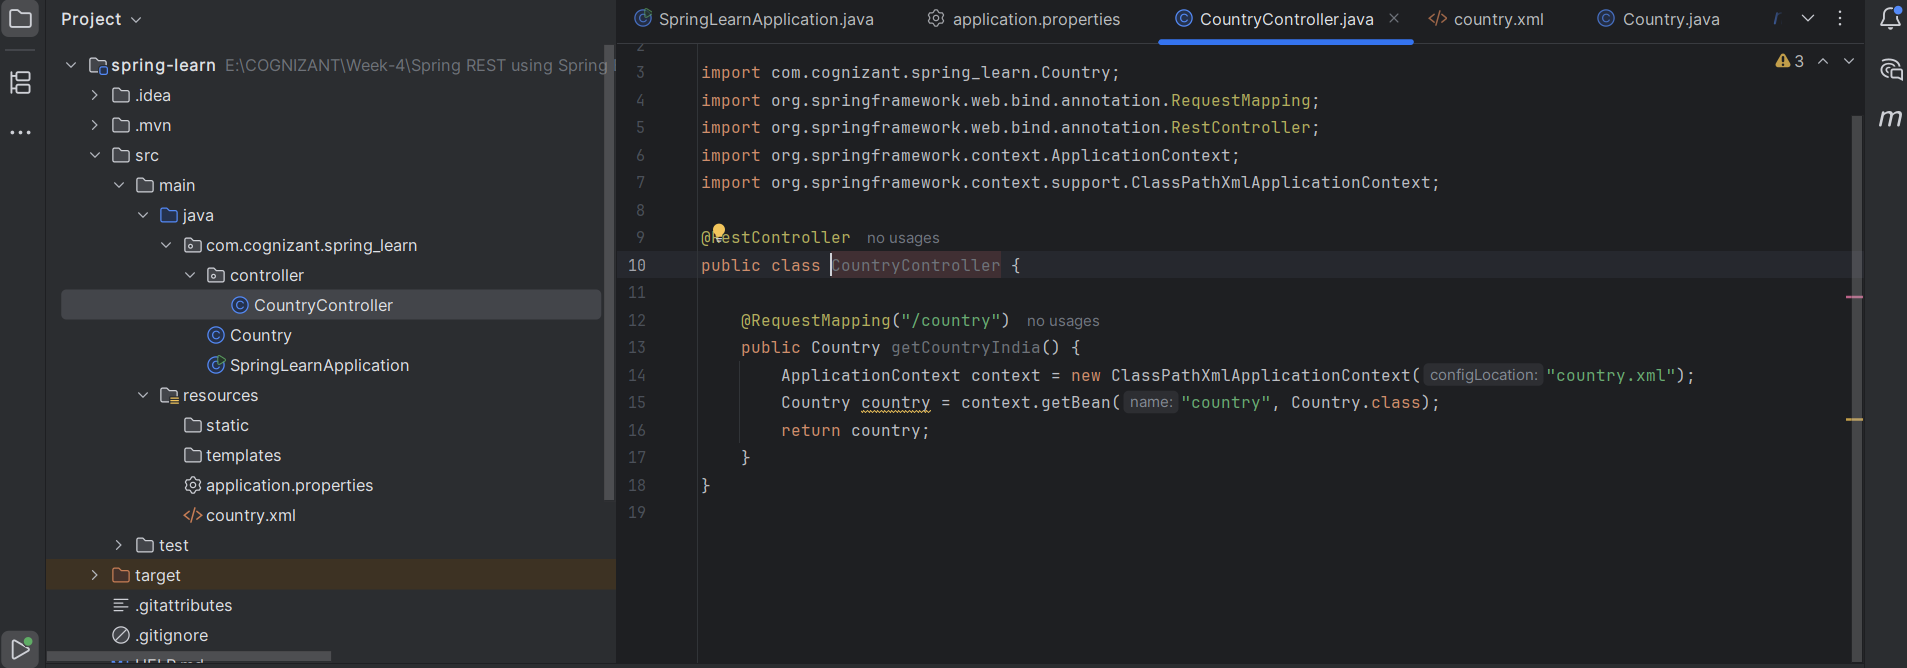 Project
spring-learn E:\COGNIZANT\Week-4\Spring REST using Spring
.idea
.mvn
src
main
java
com.cognizant.spring_learn
controller
CountryController
Country
SpringLearnApplication
resources
static
templates
application.properties
country.xml
test
target
.gitattributes
.gitignore
SpringLearnApplication.java application.properties CountryController.java country.xml Country.java
3
2
3 import com.cognizant.spring_learn.Country;
4 import org.springframework.web.bind.annotation.RequestMapping;
5 import org.springframework.web.bind.annotation.RestController;
6 import org.springframework.context.ApplicationContext;
7 import org.springframework.context.support.ClassPathXmlApplicationContext;
8
9 @RestController no usages
10 public class CountryController {
11
12 @RequestMapping("/country") no usages
13 public Country getCountryIndia() {
14 ApplicationContext context = new ClassPathXmlApplicationContext( configLocation: "country.xml");
15 Country country = context.getBean( name: "country", Country.class);
16 return country;
17 }
18 }
19
m